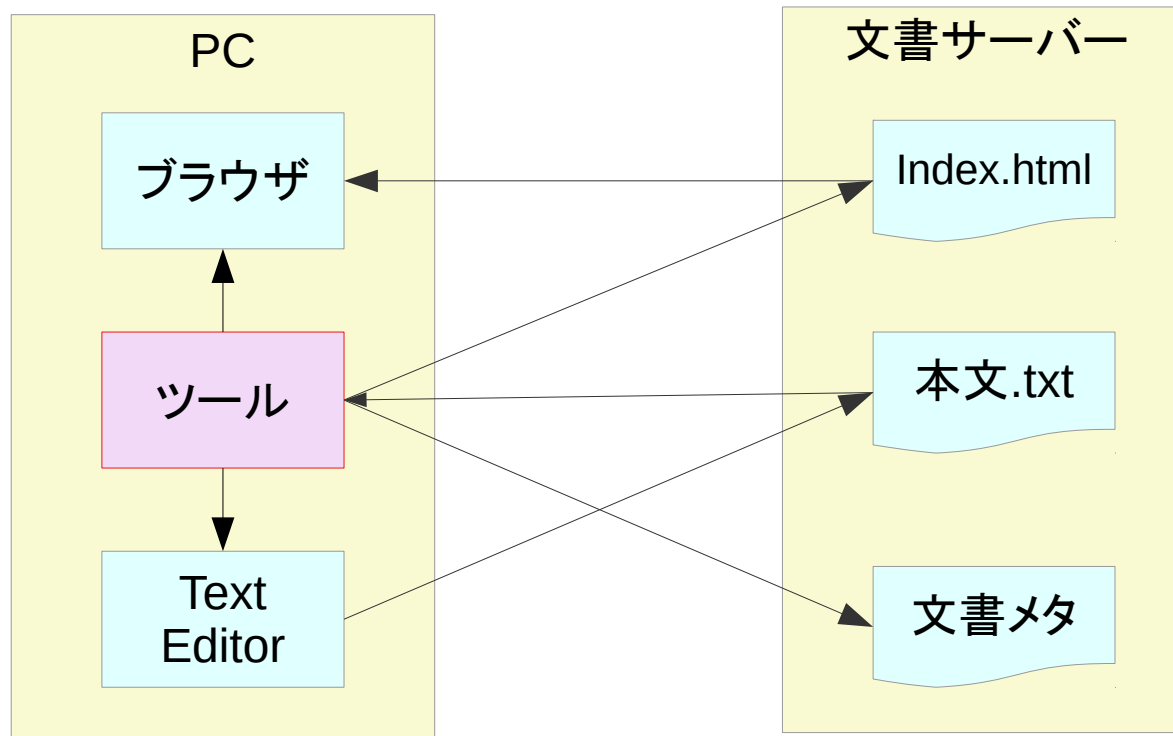 PC
ブラウザ
ツール
Text
Editor
文書サーバー
Index.html
本文.txt
文書メタ